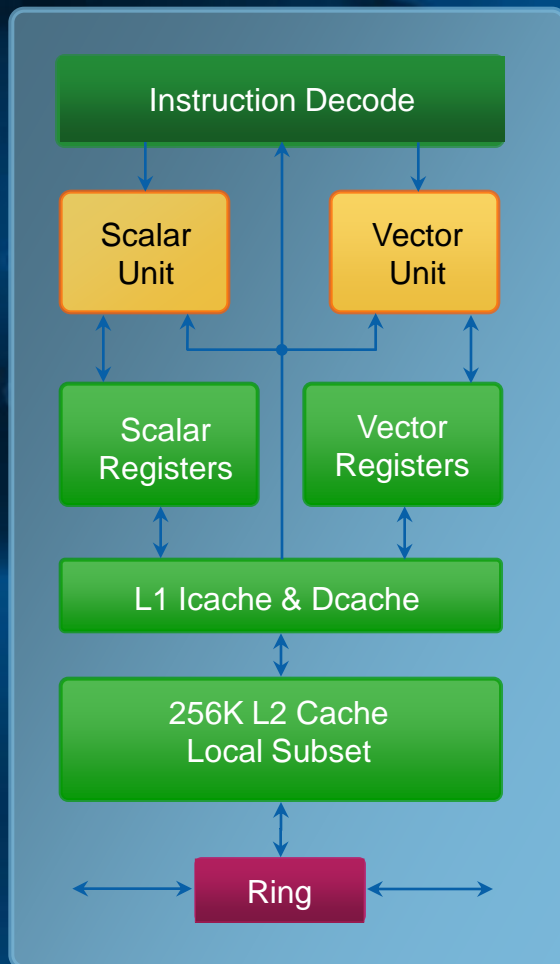 Instruction Decode
Scalar
Unit
Vector
Unit
Scalar
Registers
Vector
Registers
L1 Icache & Dcache
256K L2 Cache
Local Subset
Ring